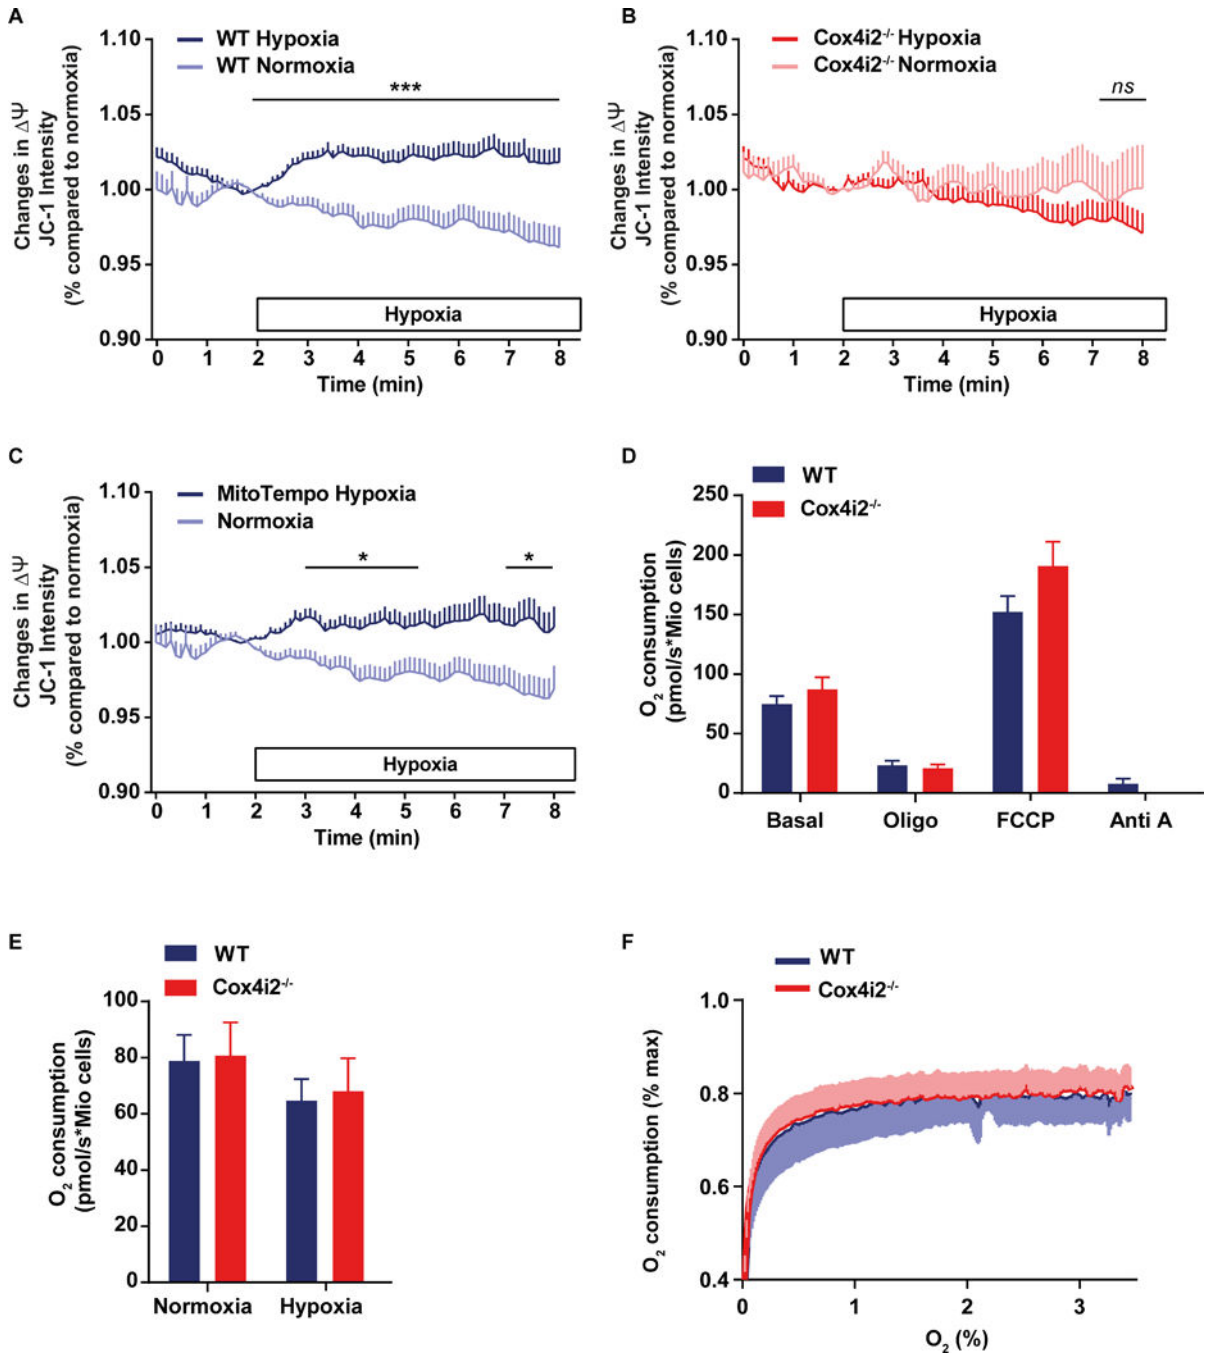 A
WT Hypoxia
WT Normoxia
***
Changes in ΔΨ
JC-1 Intensity
(% compared to normoxia)
1.10
1.05
1.00
0.95
0.90
Hypoxia
0 1 2 3 4 5 6 7 8
Time (min)
B
Cox4i2-/- Hypoxia
Cox4i2-/- Normoxia
ns
Changes in ΔΨ
JC-1 Intensity
(% compared to normoxia)
1.10
1.05
1.00
0.95
0.90
Hypoxia
0 1 2 3 4 5 6 7 8
Time (min)
C
MitoTempo Hypoxia
Normoxia
* *
Changes in ΔΨ
JC-1 Intensity
(% compared to normoxia)
1.10
1.05
1.00
0.95
0.90
Hypoxia
0 1 2 3 4 5 6 7 8
Time (min)
D
WT
Cox4i2-/-
O2 consumption
(pmol/s*Mio cells)
250
200
150
100
50
0
Basal Oligo FCCP Anti A
E
WT
Cox4i2-/-
O2 consumption
(pmol/s*Mio cells)
100
80
60
40
20
0
Normoxia Hypoxia
F
WT
Cox4i2-/-
O2 consumption (% max)
1.0
0.8
0.6
0.4
0 1 2 3
O2 (%)